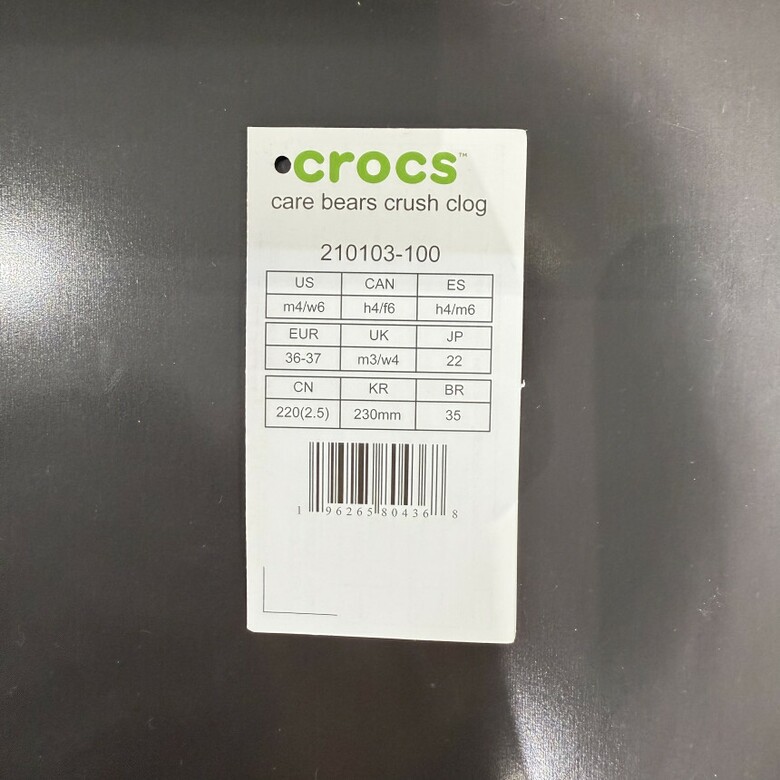 crocs™
care bears crush clog
210103-100
US CAN ES
m4/w6 h4/f6 h4/m6
EUR UK JP
36-37 m3/w4 22
CN KR BR
220(2.5) 230mm 35
1 96265 80436 8